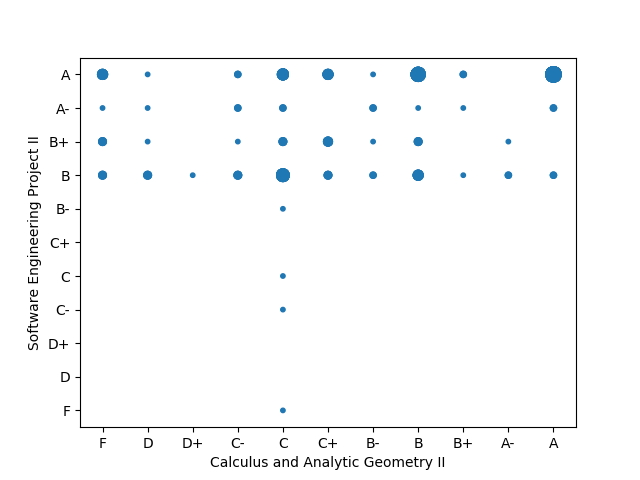 A
A-
B+
B
B-
C+
C
C-
D+
D
F
Software Engineering Project II
F D D+ C- C C+ B- B B+ A- A
Calculus and Analytic Geometry II